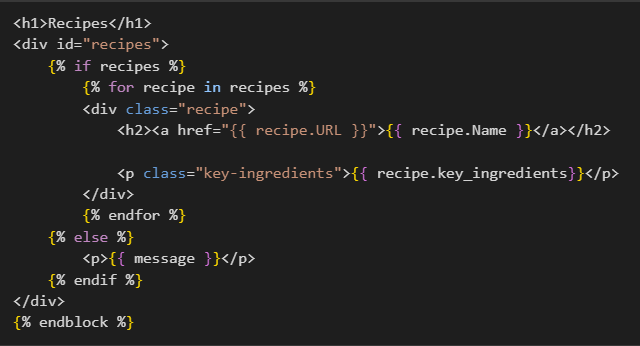 <h1>Recipes</h1>
<div id="recipes">
{% if recipes %}
{% for recipe in recipes %}
<div class="recipe">
<h2><a href="{{ recipe.URL }}">{{ recipe.Name }}</a></h2>
<p class="key-ingredients">{{ recipe.key_ingredients}}</p>
</div>
{% endfor %}
{% else %}
<p>{{ message }}</p>
{% endif %}
</div>
{% endblock %}